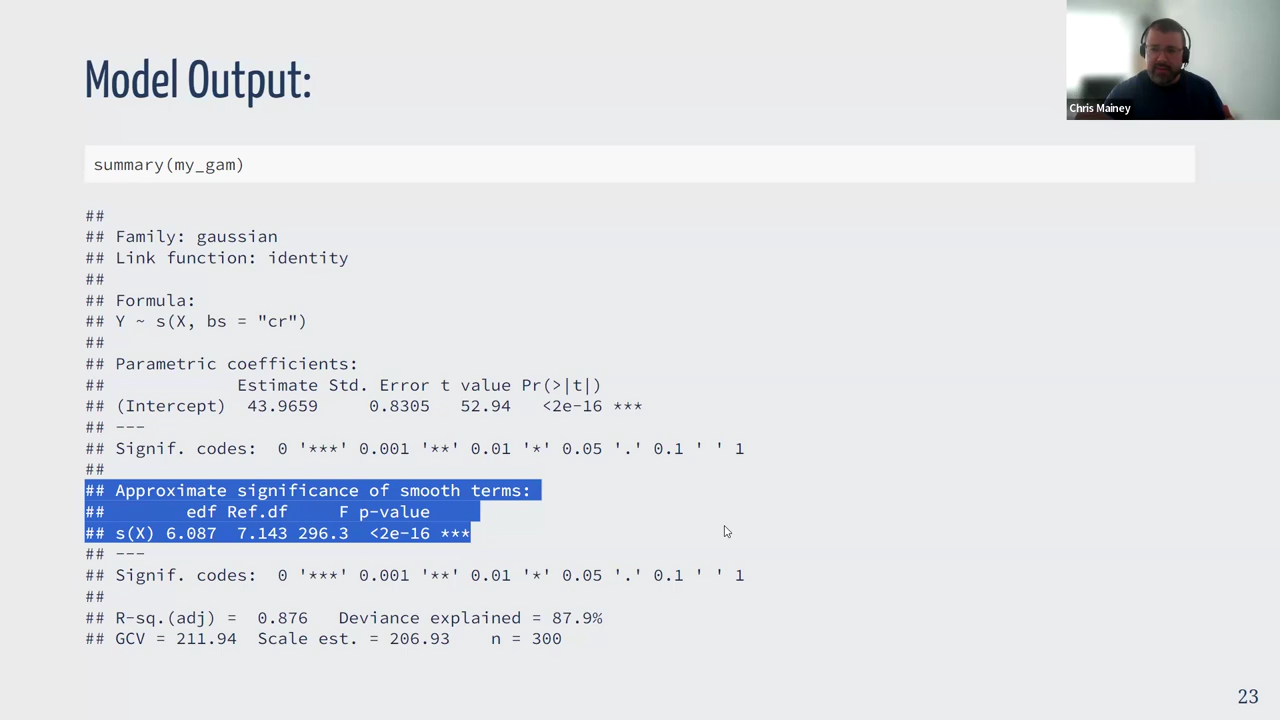 Model Output:
Chris Mainey
summary(my_gam)
##
## Family: gaussian
## Link function: identity
##
## Formula:
## Y ~ s(X, bs = "cr")
##
## Parametric coefficients:
##             Estimate Std. Error t value Pr(>|t|)
## (Intercept)  43.9659     0.8305   52.94   <2e-16 ***
## ---
## Signif. codes:  0 '***' 0.001 '**' 0.01 '*' 0.05 '.' 0.1 ' ' 1
##
## Approximate significance of smooth terms:
##        edf Ref.df     F p-value
## s(X) 6.087  7.143 296.3  <2e-16 ***
## ---
## Signif. codes:  0 '***' 0.001 '**' 0.01 '*' 0.05 '.' 0.1 ' ' 1
##
## R-sq.(adj) =  0.876   Deviance explained = 87.9%
## GCV = 211.94  Scale est. = 206.93    n = 300
23